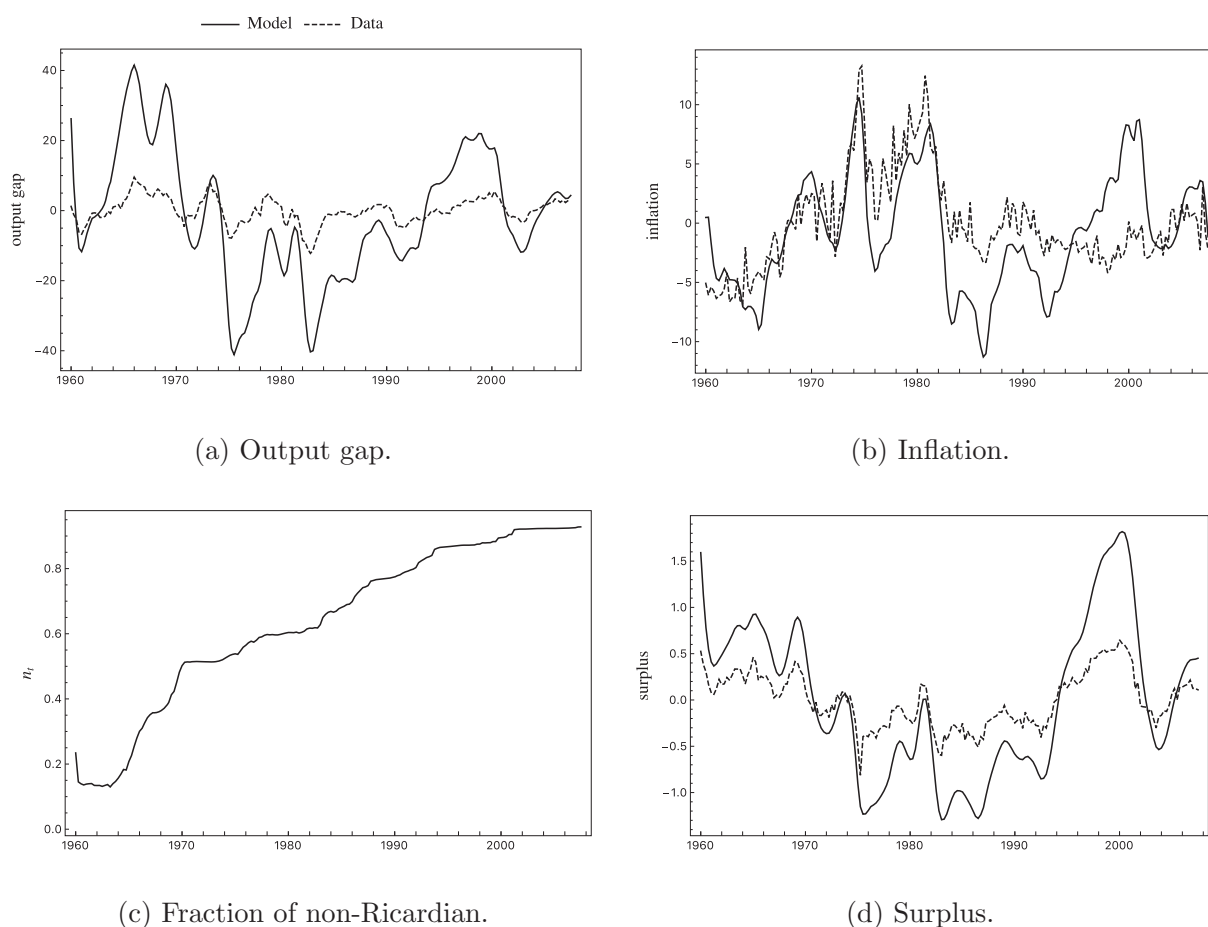 Model Data
output gap
40
20
0
−20
−40
1960 1970 1980 1990 2000
(a) Output gap.
inflation
10
5
0
−5
−10
1960 1970 1980 1990 2000
(b) Inflation.
n_t
0.8
0.6
0.4
0.2
0.0
1960 1970 1980 1990 2000
(c) Fraction of non-Ricardian.
surplus
1.5
1.0
0.5
0.0
−0.5
−1.0
1960 1970 1980 1990 2000
(d) Surplus.